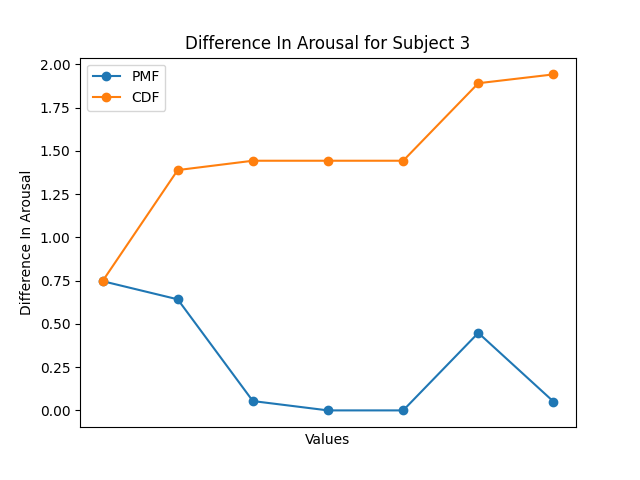 Difference In Arousal for Subject 3
PMF
CDF
2.00
1.75
1.50
1.25
1.00
0.75
0.50
0.25
0.00
Difference In Arousal
Values